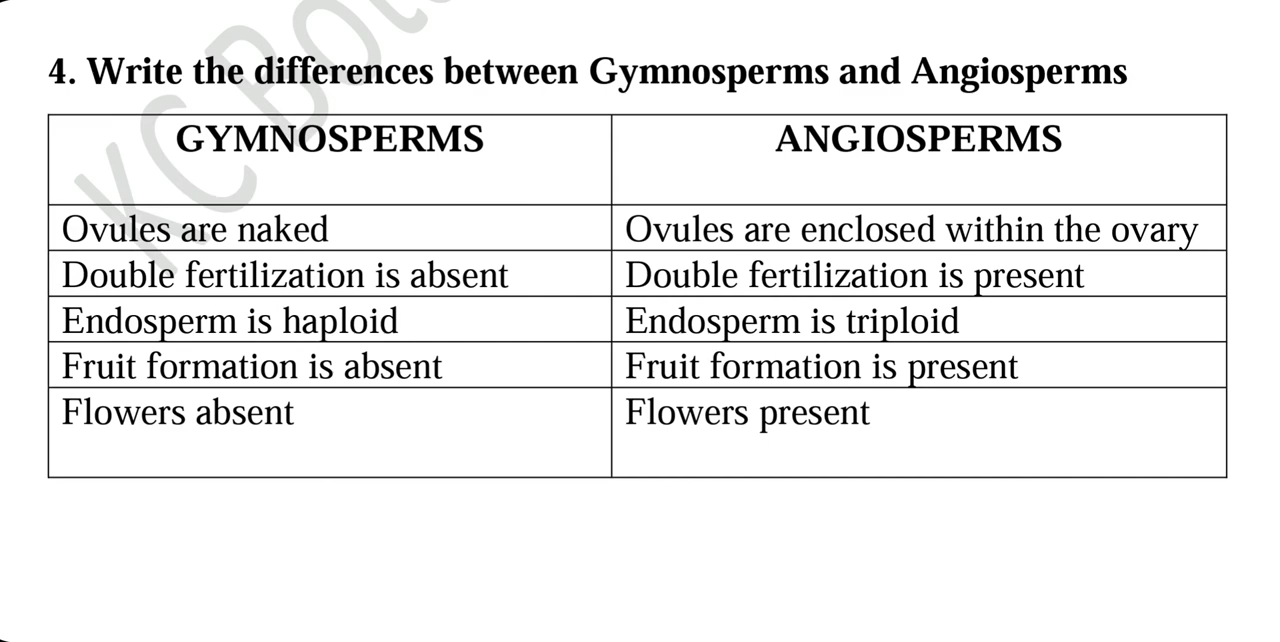 4. Write the differences between Gymnosperms and Angiosperms
GYMNOSPERMS ANGIOSPERMS
Ovules are naked Ovules are enclosed within the ovary
Double fertilization is absent Double fertilization is present
Endosperm is haploid Endosperm is triploid
Fruit formation is absent Fruit formation is present
Flowers absent Flowers present
KC Bot